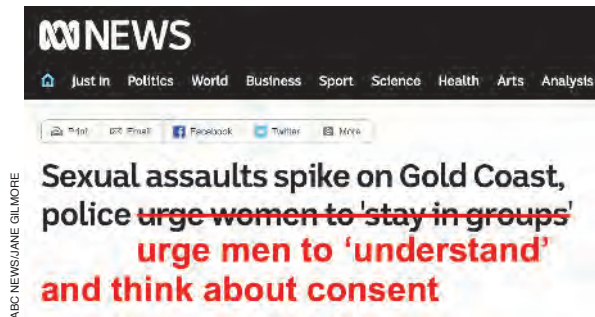 NEWS
Just in Politics World Business Sport Science Health Arts Analysis
Print Email Facebook Twitter More
Sexual assaults spike on Gold Coast,
police urge women to 'stay in groups'
urge men to ‘understand’
and think about consent
ABC NEWS/JANE GILMORE